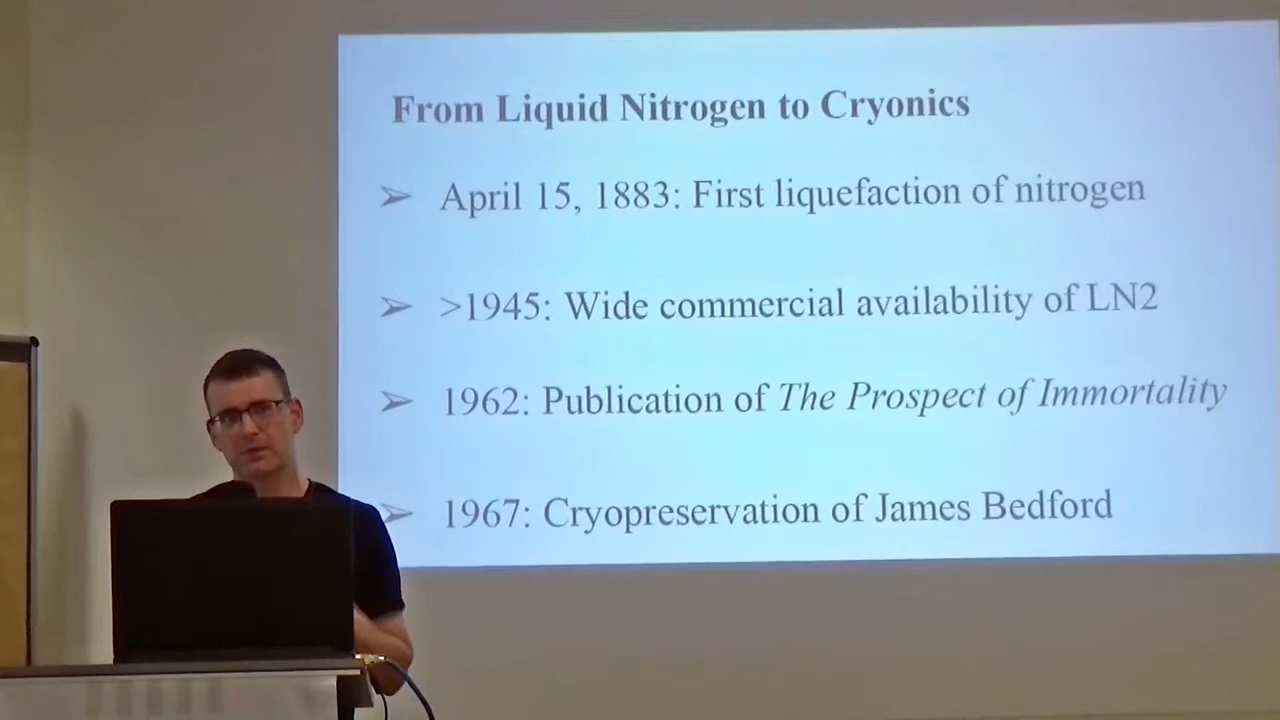 From Liquid Nitrogen to Cryonics
➢ April 15, 1883: First liquefaction of nitrogen
➢ >1945: Wide commercial availability of LN2
➢ 1962: Publication of The Prospect of Immortality
➢ 1967: Cryopreservation of James Bedford